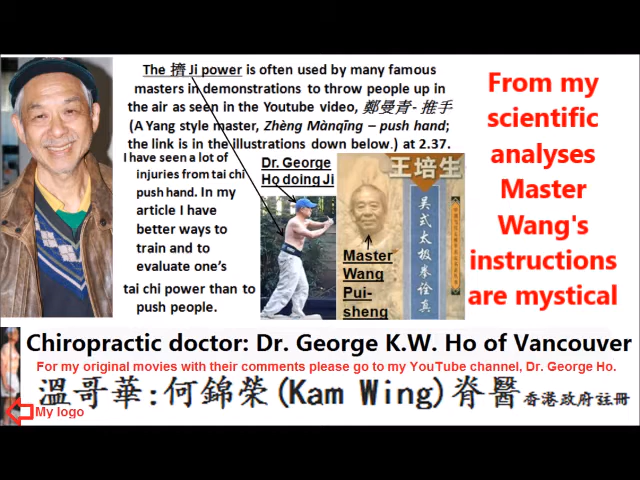 The 擠 Ji power is often used by many famous
masters in demonstrations to throw people up in
the air as seen in the Youtube video, 鄭曼青 - 推手
(A Yang style master, Zhèng Mànqīng – push hand;
the link is in the illustrations down below.) at 2.37.
I have seen a lot of
injuries from tai chi
push hand. In my
article I have
better ways to
train and to
evaluate one’s
tai chi power than to
push people.
Dr. George
Ho doing Ji
王培生
吴式太极拳诠真
Master
Wang
Pui-
sheng
From my
scientific
analyses
Master
Wang's
instructions
are mystical
Chiropractic doctor: Dr. George K.W. Ho of Vancouver
For my original movies with their comments please go to my YouTube channel, Dr. George Ho.
溫哥華:何錦榮(Kam Wing)脊醫香港政府註冊
My logo